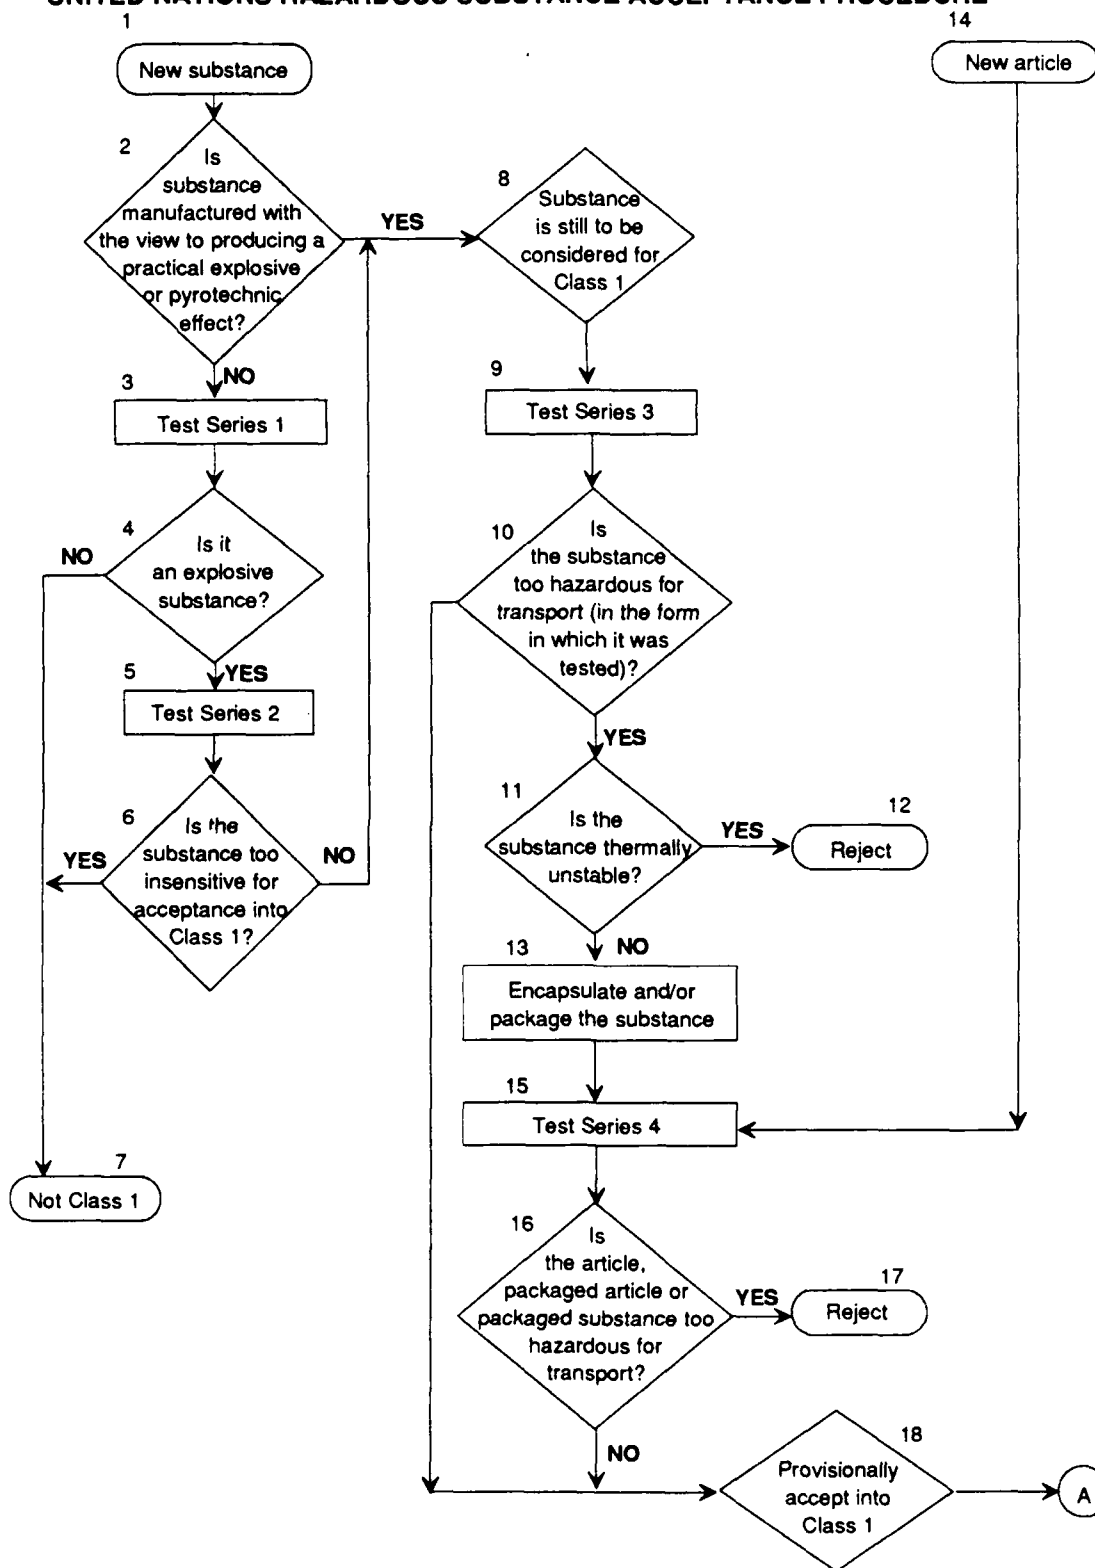 UNITED NATIONS HAZARDOUS SUBSTANCE ACCEPTANCE PROCEDURE
1
New substance
2
Is
substance
manufactured with
the view to producing a
practical explosive
or pyrotechnic
effect?
YES
NO
3
Test Series 1
4
Is it
an explosive
substance?
NO
YES
5
Test Series 2
6
Is the
substance too
insensitive for
acceptance into
Class 1?
YES
NO
7
Not Class 1
8
Substance
is still to be
considered for
Class 1
9
Test Series 3
10
Is
the substance
too hazardous for
transport (in the form
in which it was
tested)?
YES
11
Is the
substance thermally
unstable?
YES
12
Reject
NO
13
Encapsulate and/or
package the substance
14
New article
15
Test Series 4
16
Is
the article,
packaged article or
packaged substance too
hazardous for
transport?
YES
17
Reject
NO
18
Provisionally
accept into
Class 1
A